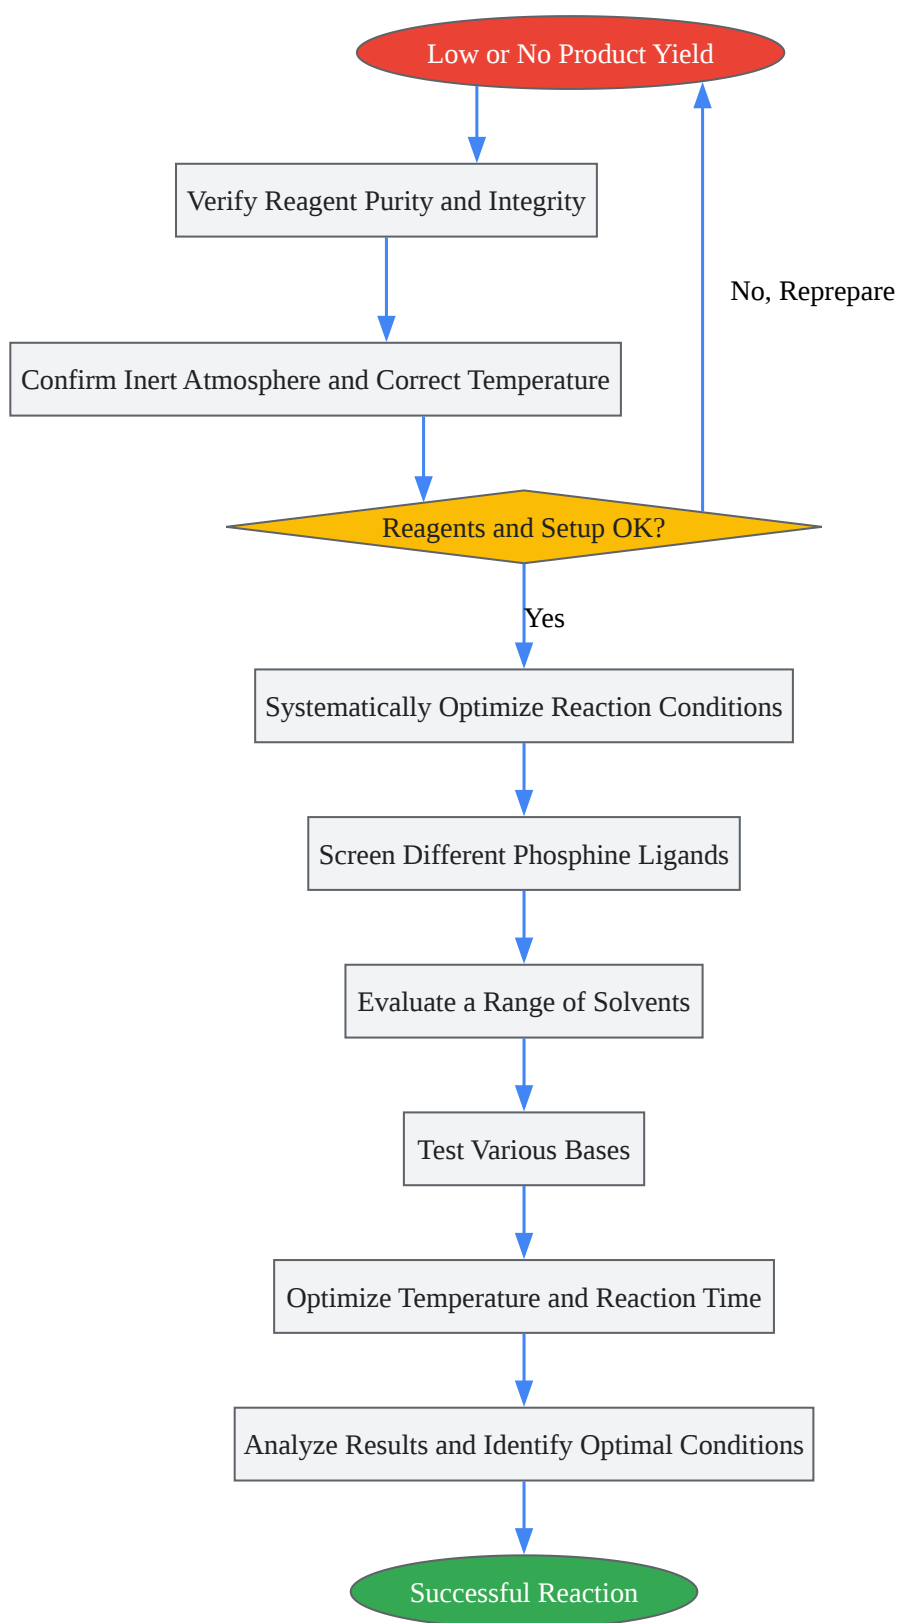 Low or No Product Yield
Verify Reagent Purity and Integrity
No, Reprepare
Confirm Inert Atmosphere and Correct Temperature
Reagents and Setup OK?
Yes
Systematically Optimize Reaction Conditions
Screen Different Phosphine Ligands
Evaluate a Range of Solvents
Test Various Bases
Optimize Temperature and Reaction Time
Analyze Results and Identify Optimal Conditions
Successful Reaction